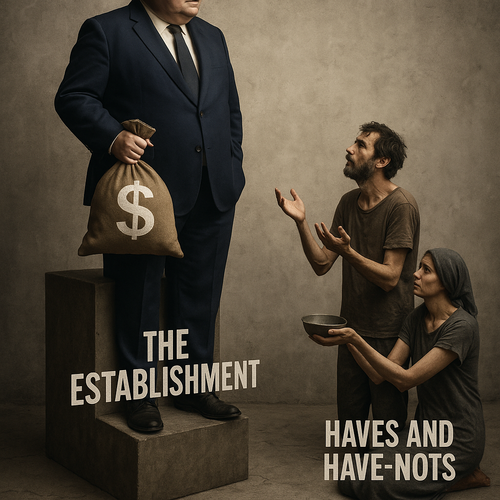 $
THE
ESTABLISHMENT
HAVES AND
HAVE-NOTS